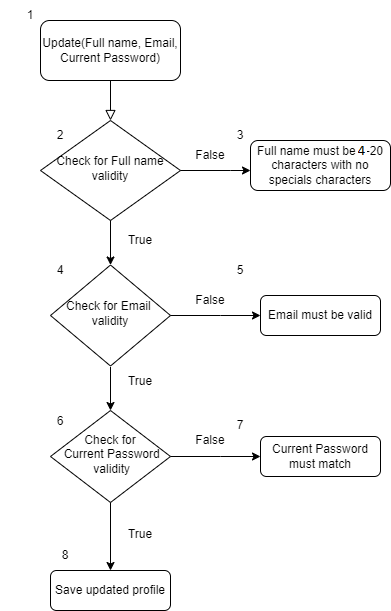 1
Update(Full name, Email,
Current Password)
2
Check for Full name
validity
False
3
Full name must be 4-20
characters with no
specials characters
True
4
Check for Email
validity
False
5
Email must be valid
True
6
Check for
Current Password
validity
False
7
Current Password
must match
True
8
Save updated profile